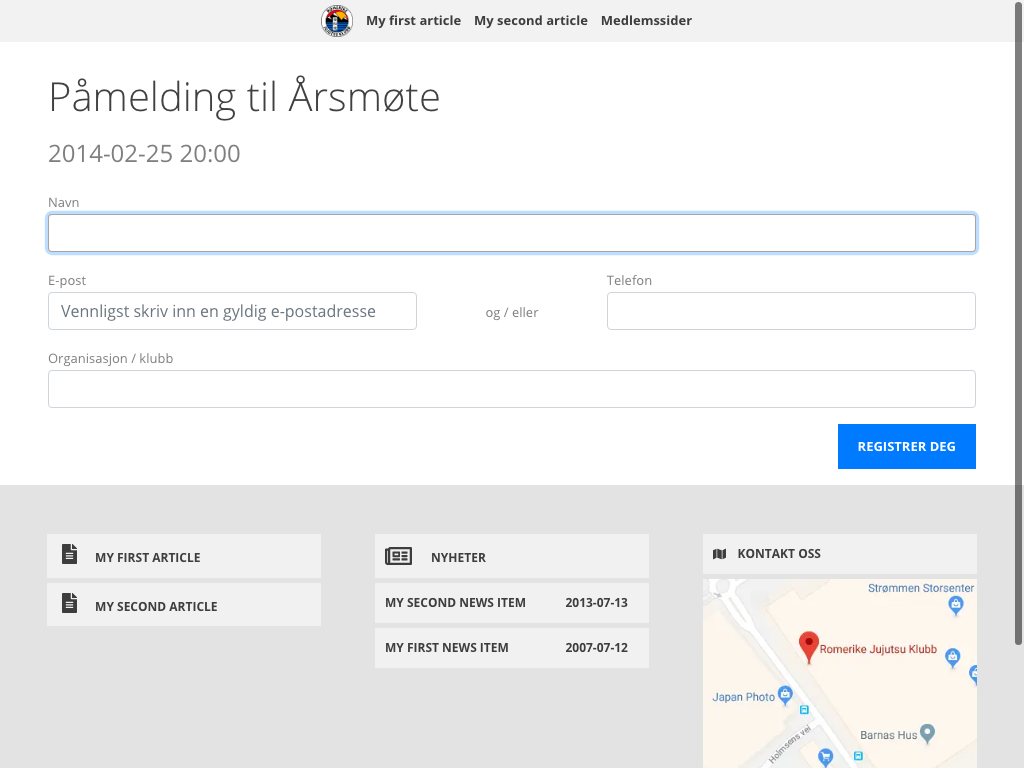 My first article My second article Medlemssider
Påmelding til Årsmøte
2014-02-25 20:00
Navn
E-post
Telefon
Vennligst skriv inn en gyldig e-postadresse
og / eller
Organisasjon / klubb
REGISTRER DEG
MY FIRST ARTICLE
MY SECOND ARTICLE
NYHETER
MY SECOND NEWS ITEM 2013-07-13
MY FIRST NEWS ITEM 2007-07-12
KONTAKT OSS
Strømmen Storsenter
Romerike Jujutsu Klubb
Japan Photo
Barnas Hus
Holmsens vei